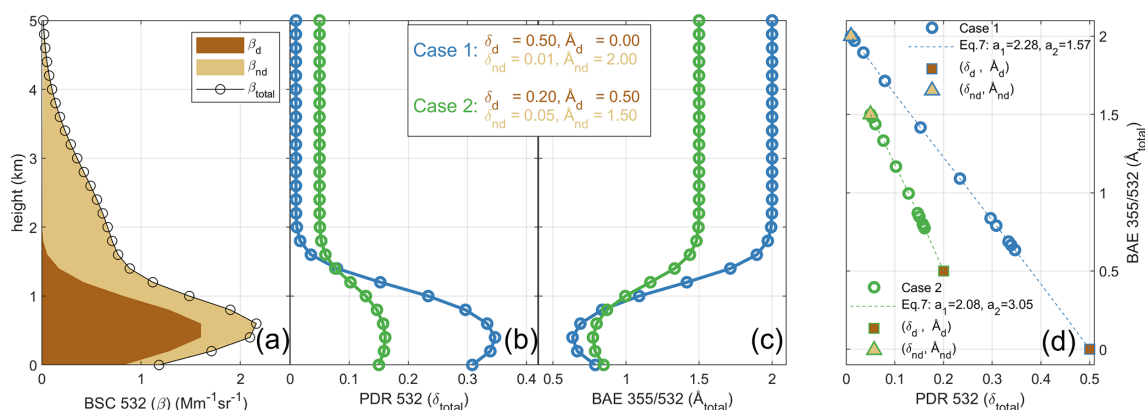 5
4
3
2
1
0
height (km)
β_d
β_nd
β_total
0
1
2
BSC 532 (β) (Mm⁻¹sr⁻¹)
(a)
Case 1:
δ_d = 0.50, Å_d = 0.00
δ_nd = 0.01, Å_nd = 2.00
Case 2:
δ_d = 0.20, Å_d = 0.50
δ_nd = 0.05, Å_nd = 1.50
0
0.1
0.2
0.3
0.4
PDR 532 (δ_total)
(b)
0.5
1
1.5
2
BAE 355/532 (Å_total)
(c)
Case 1
Eq.7: a₁=2.28, a₂=1.57
(δ_d , Å_d)
(δ_nd, Å_nd)
Case 2
Eq.7: a₁=2.08, a₂=3.05
(δ_d , Å_d)
(δ_nd, Å_nd)
(d)
0
0.1
0.2
0.3
0.4
0.5
PDR 532 (δ_total)
2
1.5
1
0.5
0
BAE 355/532 (Å_total)